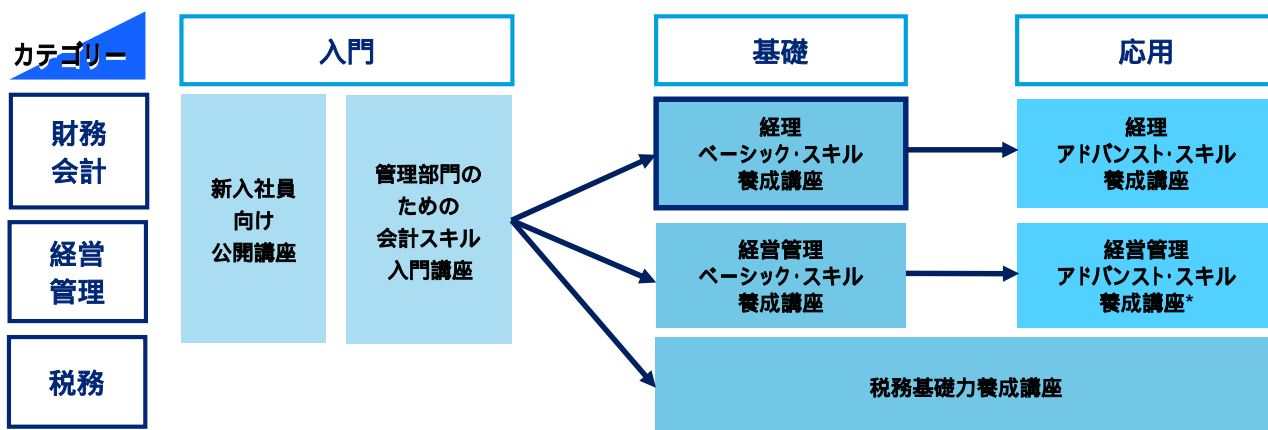 カテゴリー
入門
基礎
応用
財務
会計
経営
管理
税務
新入社員
向け
公開講座
管理部門の
ための
会計スキル
入門講座
経理
ベーシック･スキル
養成講座
経理
アドバンスト･スキル
養成講座
経営管理
ベーシック･スキル
養成講座
経営管理
アドバンスト･スキル
養成講座*
税務基礎力養成講座